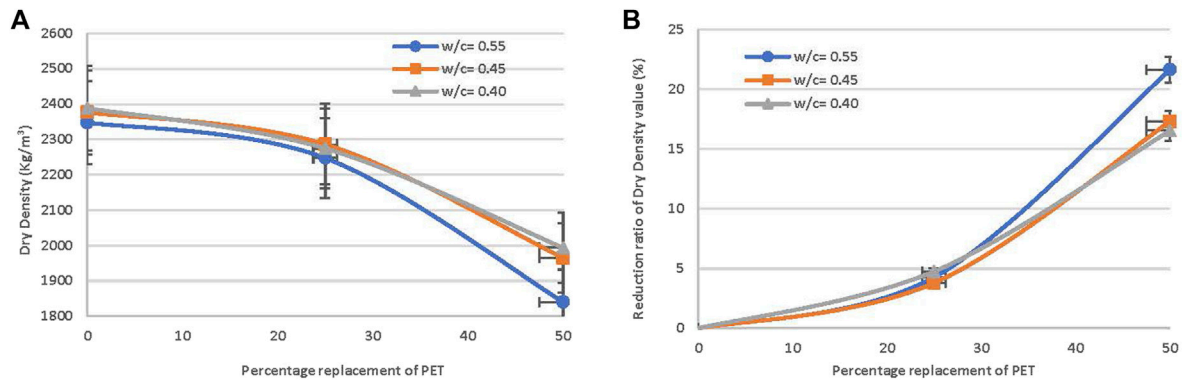 A
2600
2500
2400
2300
2200
2100
2000
1900
1800
Dry Density (Kg/m³)
w/c= 0.55
w/c= 0.45
w/c= 0.40
0 10 20 30 40 50
Percentage replacement of PET
B
25
20
15
10
5
0
Reduction ratio of Dry Density value (%)
w/c= 0.55
w/c= 0.45
w/c= 0.40
0 10 20 30 40 50
Percentage replacement of PET